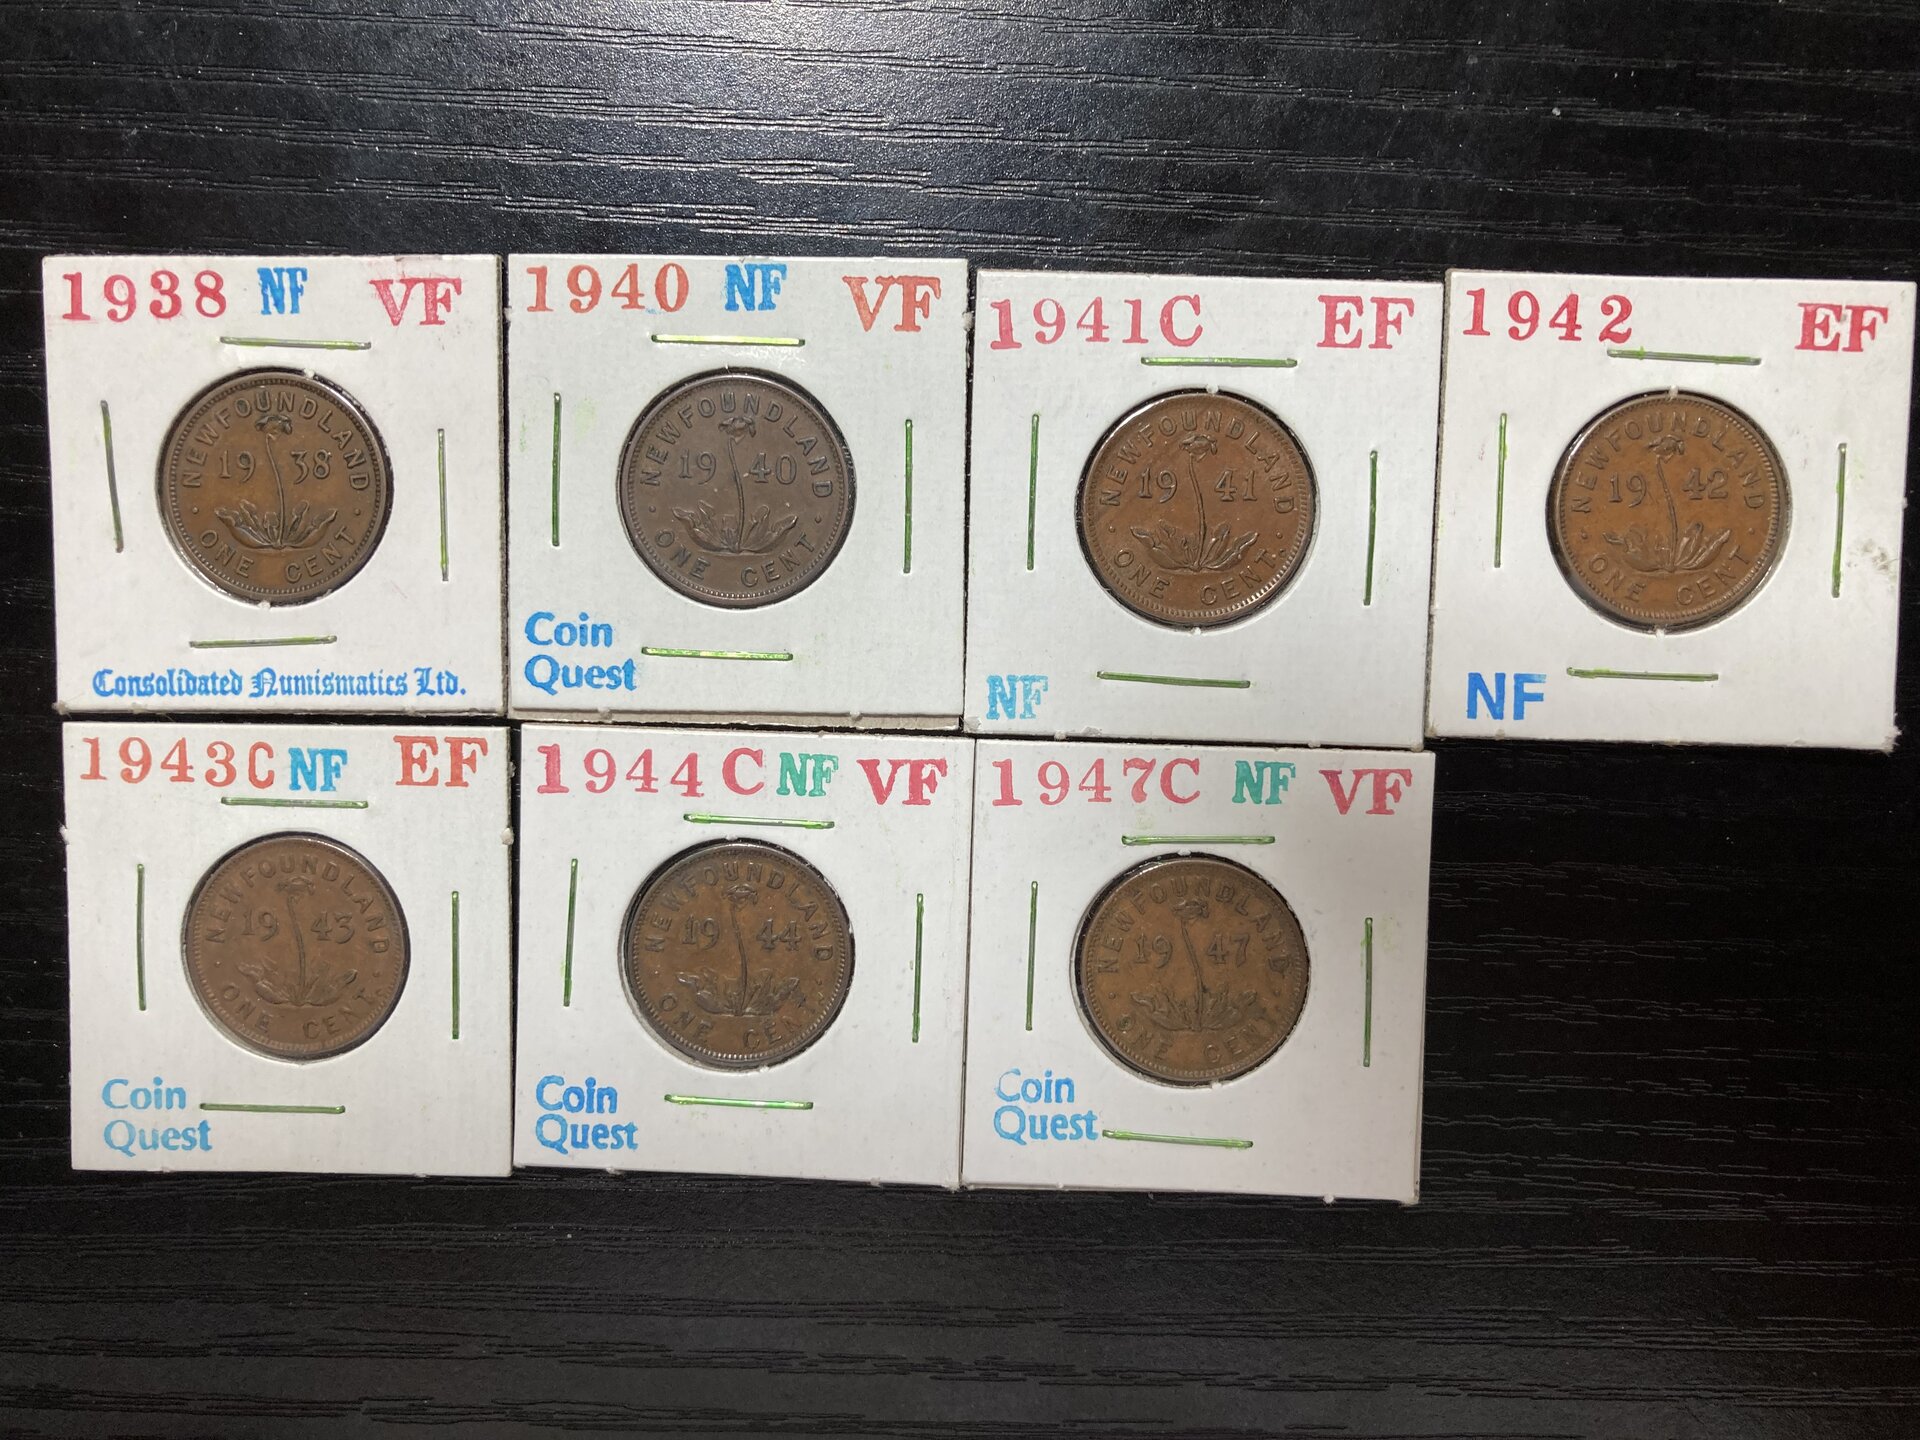 1938 NF VF
NEWFOUNDLAND
19 38
ONE CENT
Consolidated Numismatics Ltd.
1940 NF VF
NEWFOUNDLAND
19 40
ONE CENT
Coin
Quest
1941C EF
NEWFOUNDLAND
19 41
ONE CENT
NF
1942 EF
NEWFOUNDLAND
19 42
ONE CENT
NF
1943C NF EF
NEWFOUNDLAND
19 43
ONE CENT
Coin
Quest
1944C NF VF
NEWFOUNDLAND
19 44
ONE CENT
Coin
Quest
1947C NF VF
NEWFOUNDLAND
19 47
ONE CENT
Coin
Quest